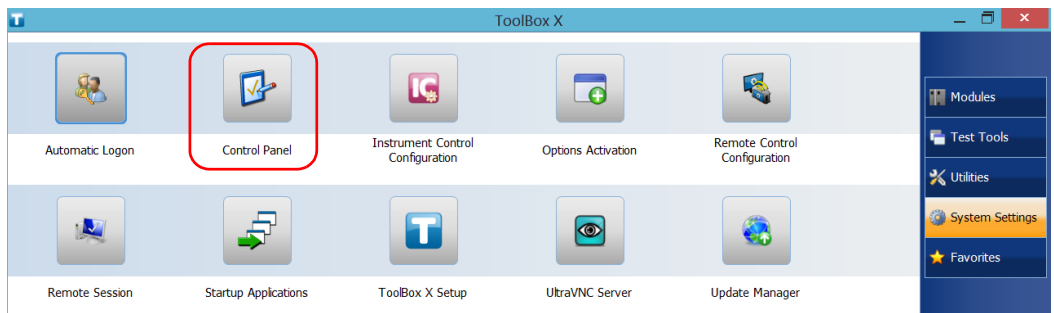 ToolBox X
Automatic Logon
Control Panel
Instrument Control
Configuration
Options Activation
Remote Control
Configuration
Remote Session
Startup Applications
ToolBox X Setup
UltraVNC Server
Update Manager
Modules
Test Tools
Utilities
System Settings
Favorites